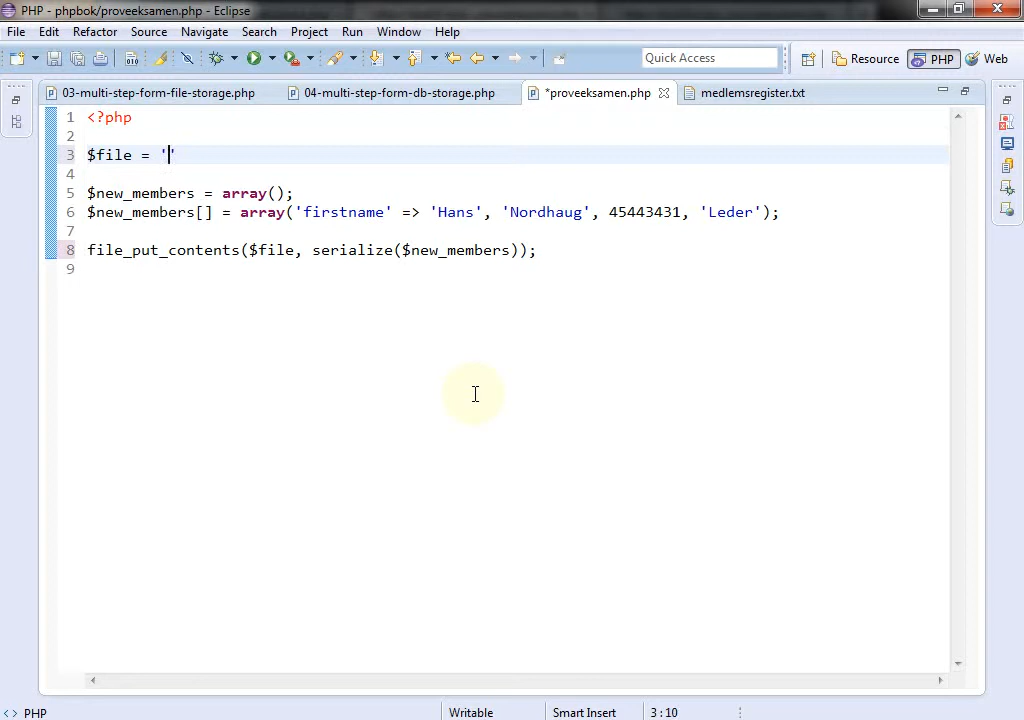 PHP - phpbok/proveeksamen.php - Eclipse
File Edit Refactor Source Navigate Search Project Run Window Help
Quick Access
Resource PHP Web
03-multi-step-form-file-storage.php 04-multi-step-form-db-storage.php *proveeksamen.php medlemsregister.txt
1 <?php
2
3 $file = ''
4
5 $new_members = array();
6 $new_members[] = array('firstname' => 'Hans', 'Nordhaug', 45443431, 'Leder');
7
8 file_put_contents($file, serialize($new_members));
9
<> PHP Writable Smart Insert 3 : 10